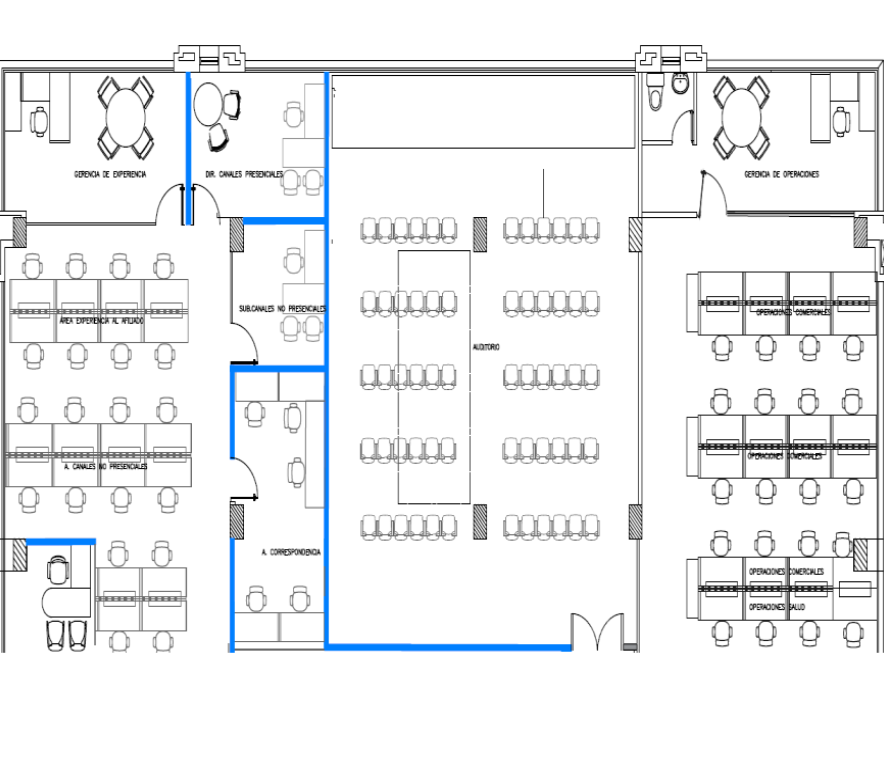 GERENCIA DE EXPERIENCIA
DIR. CANALES PRESENCIALES
GERENCIA DE OPERACIONES
SUB.CANALES NO PRESENCIALES
ÁREA EXPERIENCIA AL AFILIADO
OPERACIONES COMERCIALES
AUDITORIO
A. CANALES NO PRESENCIALES
OPERACIONES COMERCIALES
A. CORRESPONDENCIA
OPERACIONES COMERCIALES
OPERACIONES SALUD